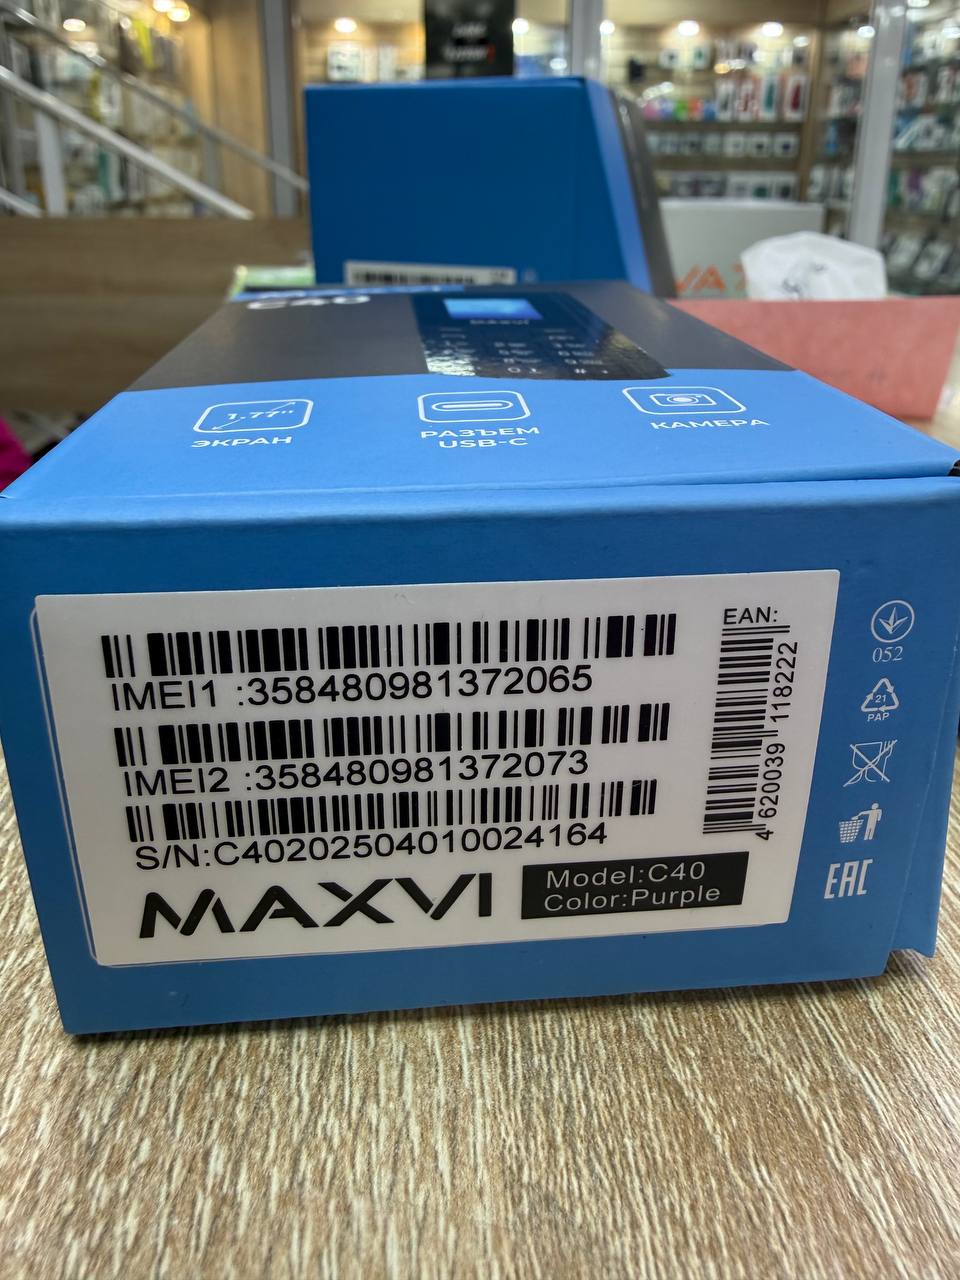 C40
MAXVI
1.77"
ЭКРАН
РАЗЪЕМ
USB-C
КАМЕРА
IMEI1 :358480981372065
IMEI2 :358480981372073
S/N:C40202504010024164
MAXVI
Model:C40
Color:Purple
EAN:
4 620039 118222
052
21
PAP
EAC